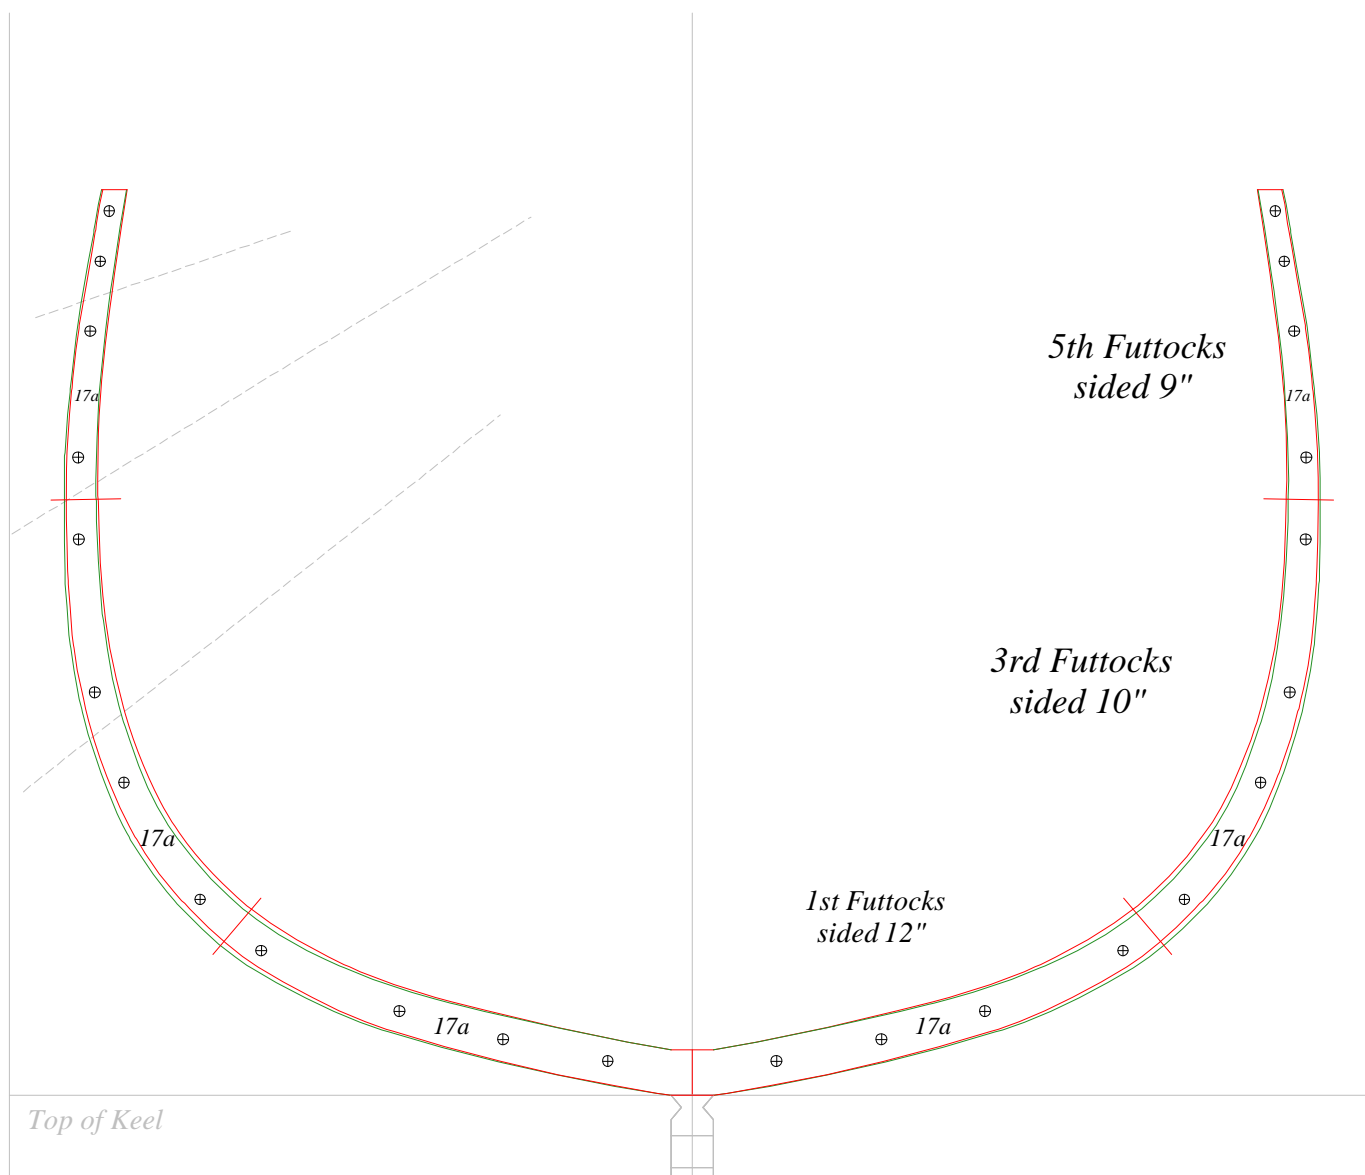 5th Futtocks
sided 9"
17a
17a
3rd Futtocks
sided 10"
17a
17a
1st Futtocks
sided 12"
17a
17a
Top of Keel